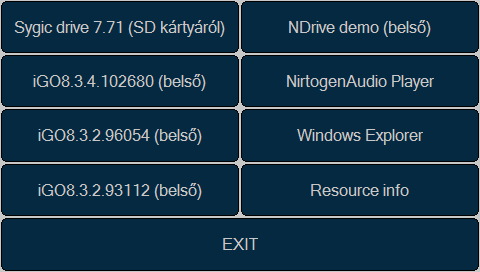 Sygic drive 7.71 (SD kártyáról)
NDrive demo (belső)
iGO8.3.4.102680 (belső)
NirtogenAudio Player
iGO8.3.2.96054 (belső)
Windows Explorer
iGO8.3.2.93112 (belső)
Resource info
EXIT